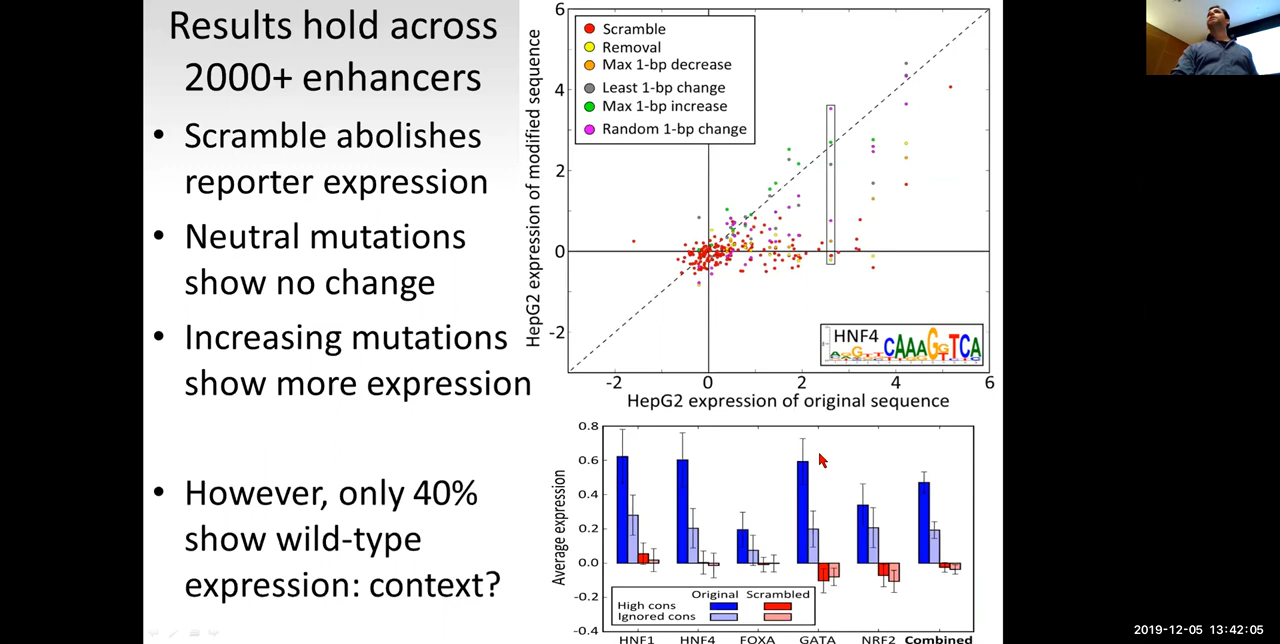 Results hold across
2000+ enhancers
• Scramble abolishes
reporter expression
• Neutral mutations
show no change
• Increasing mutations
show more expression
• However, only 40%
show wild-type
expression: context?
HepG2 expression of modified sequence
6
4
2
0
-2
Scramble
Removal
Max 1-bp decrease
Least 1-bp change
Max 1-bp increase
Random 1-bp change
HNF4
CAAAGTCA
-2 0 2 4 6
HepG2 expression of original sequence
Average expression
0.8
0.6
0.4
0.2
0.0
-0.2
-0.4
Original Scrambled
High cons
Ignored cons
HNF1 HNF4 FOXA GATA NRF2 Combined
2019-12-05 13:42:05